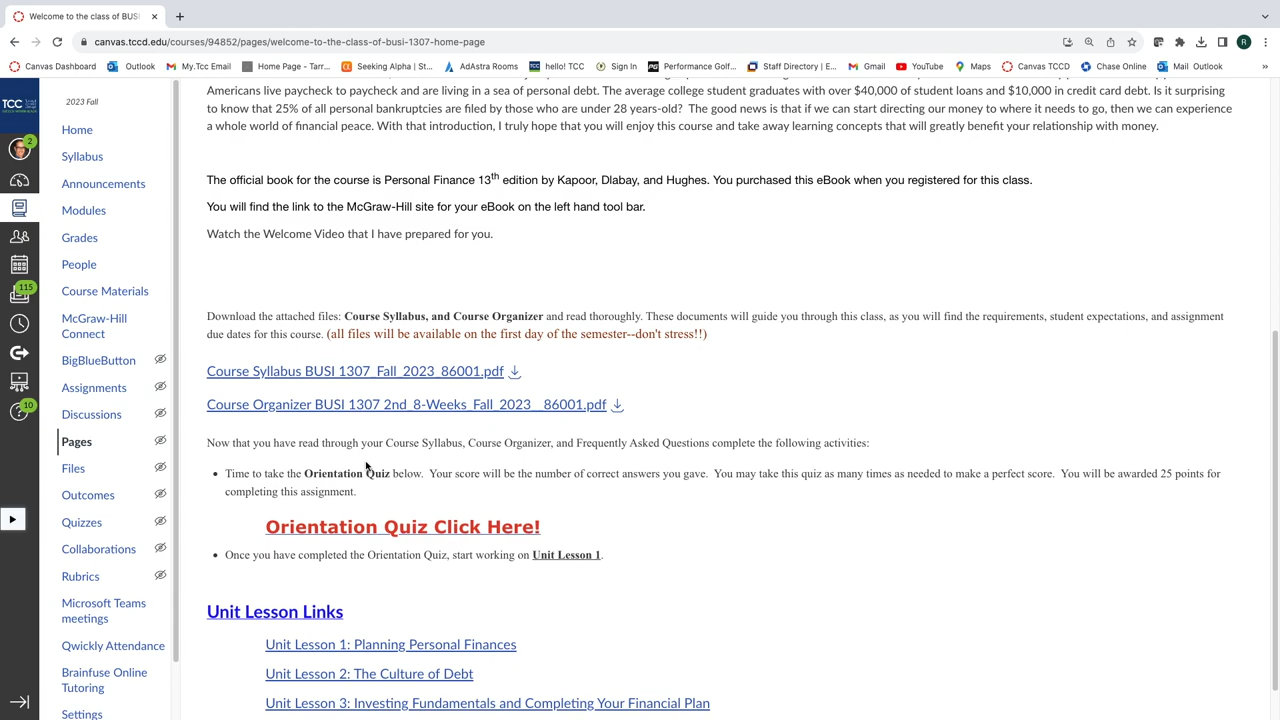 Welcome to the class of BUSI
canvas.tccd.edu/courses/94852/pages/welcome-to-the-class-of-busi-1307-home-page
R
Canvas Dashboard
Outlook
My.Tcc Email
Home Page - Tarr...
Seeking Alpha | St...
AdAstra Rooms
hello! TCC
Sign In
Performance Golf...
Staff Directory | E...
Gmail
YouTube
Maps
Canvas TCCD
Chase Online
Mail Outlook
TCC
2
115
10
2023 Fall
Home
Syllabus
Announcements
Modules
Grades
People
Course Materials
McGraw-Hill
Connect
BigBlueButton
Assignments
Discussions
Pages
Files
Outcomes
Quizzes
Collaborations
Rubrics
Microsoft Teams
meetings
Qwickly Attendance
Brainfuse Online
Tutoring
Settings
Americans live paycheck to paycheck and are living in a sea of personal debt. The average college student graduates with over $40,000 of student loans and $10,000 in credit card debt. Is it surprising
to know that 25% of all personal bankruptcies are filed by those who are under 28 years-old? The good news is that if we can start directing our money to where it needs to go, then we can experience
a whole world of financial peace. With that introduction, I truly hope that you will enjoy this course and take away learning concepts that will greatly benefit your relationship with money.
The official book for the course is Personal Finance 13th edition by Kapoor, Dlabay, and Hughes. You purchased this eBook when you registered for this class.
You will find the link to the McGraw-Hill site for your eBook on the left hand tool bar.
Watch the Welcome Video that I have prepared for you.
Download the attached files: Course Syllabus, and Course Organizer and read thoroughly. These documents will guide you through this class, as you will find the requirements, student expectations, and assignment
due dates for this course. (all files will be available on the first day of the semester--don't stress!!)
Course Syllabus BUSI 1307_Fall_2023_86001.pdf
Course Organizer BUSI 1307 2nd_8-Weeks_Fall_2023__86001.pdf
Now that you have read through your Course Syllabus, Course Organizer, and Frequently Asked Questions complete the following activities:
• Time to take the Orientation Quiz below. Your score will be the number of correct answers you gave. You may take this quiz as many times as needed to make a perfect score. You will be awarded 25 points for
completing this assignment.
Orientation Quiz Click Here!
• Once you have completed the Orientation Quiz, start working on Unit Lesson 1.
Unit Lesson Links
Unit Lesson 1: Planning Personal Finances
Unit Lesson 2: The Culture of Debt
Unit Lesson 3: Investing Fundamentals and Completing Your Financial Plan